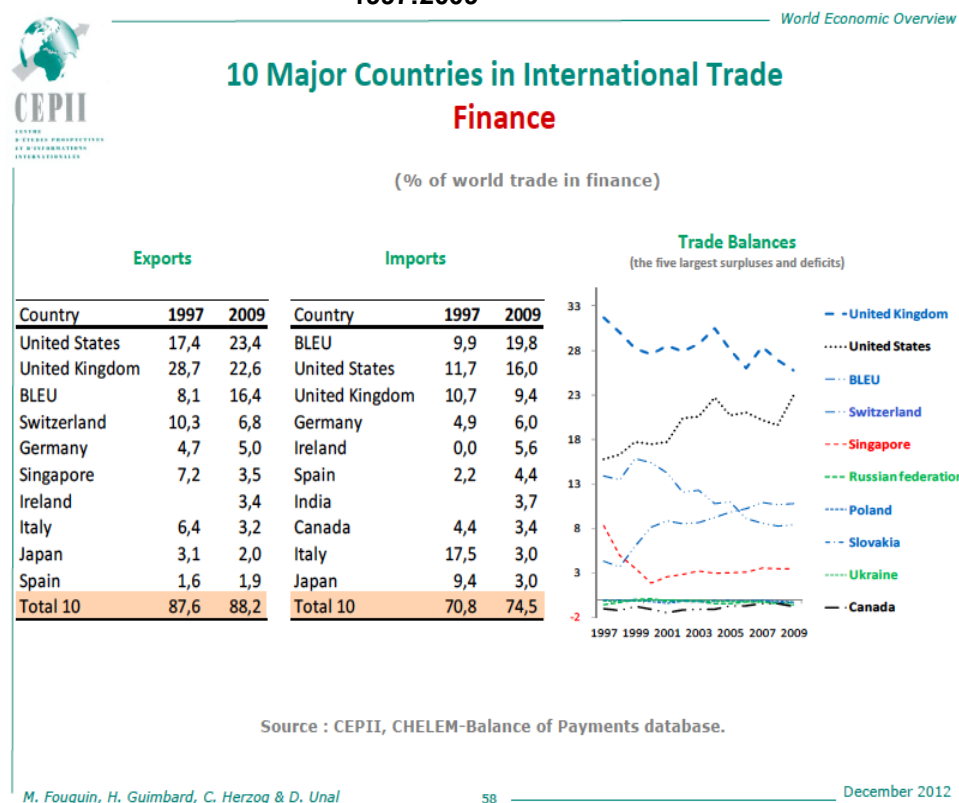 World Economic Overview
CEPII
CENTRE
D'ETUDES PROSPECTIVES
ET D'INFORMATIONS
INTERNATIONALES
10 Major Countries in International Trade
Finance
(% of world trade in finance)
Exports
Country 1997 2009
United States 17,4 23,4
United Kingdom 28,7 22,6
BLEU 8,1 16,4
Switzerland 10,3 6,8
Germany 4,7 5,0
Singapore 7,2 3,5
Ireland 3,4
Italy 6,4 3,2
Japan 3,1 2,0
Spain 1,6 1,9
Total 10 87,6 88,2
Imports
Country 1997 2009
BLEU 9,9 19,8
United States 11,7 16,0
United Kingdom 10,7 9,4
Germany 4,9 6,0
Ireland 0,0 5,6
Spain 2,2 4,4
India 3,7
Canada 4,4 3,4
Italy 17,5 3,0
Japan 9,4 3,0
Total 10 70,8 74,5
Trade Balances
(the five largest surpluses and deficits)
33
28
23
18
13
8
3
-2
1997 1999 2001 2003 2005 2007 2009
United Kingdom
United States
BLEU
Switzerland
Singapore
Russian federation
Poland
Slovakia
Ukraine
Canada
Source : CEPII, CHELEM-Balance of Payments database.
M. Fouquin, H. Guimbard, C. Herzog & D. Unal
58
December 2012